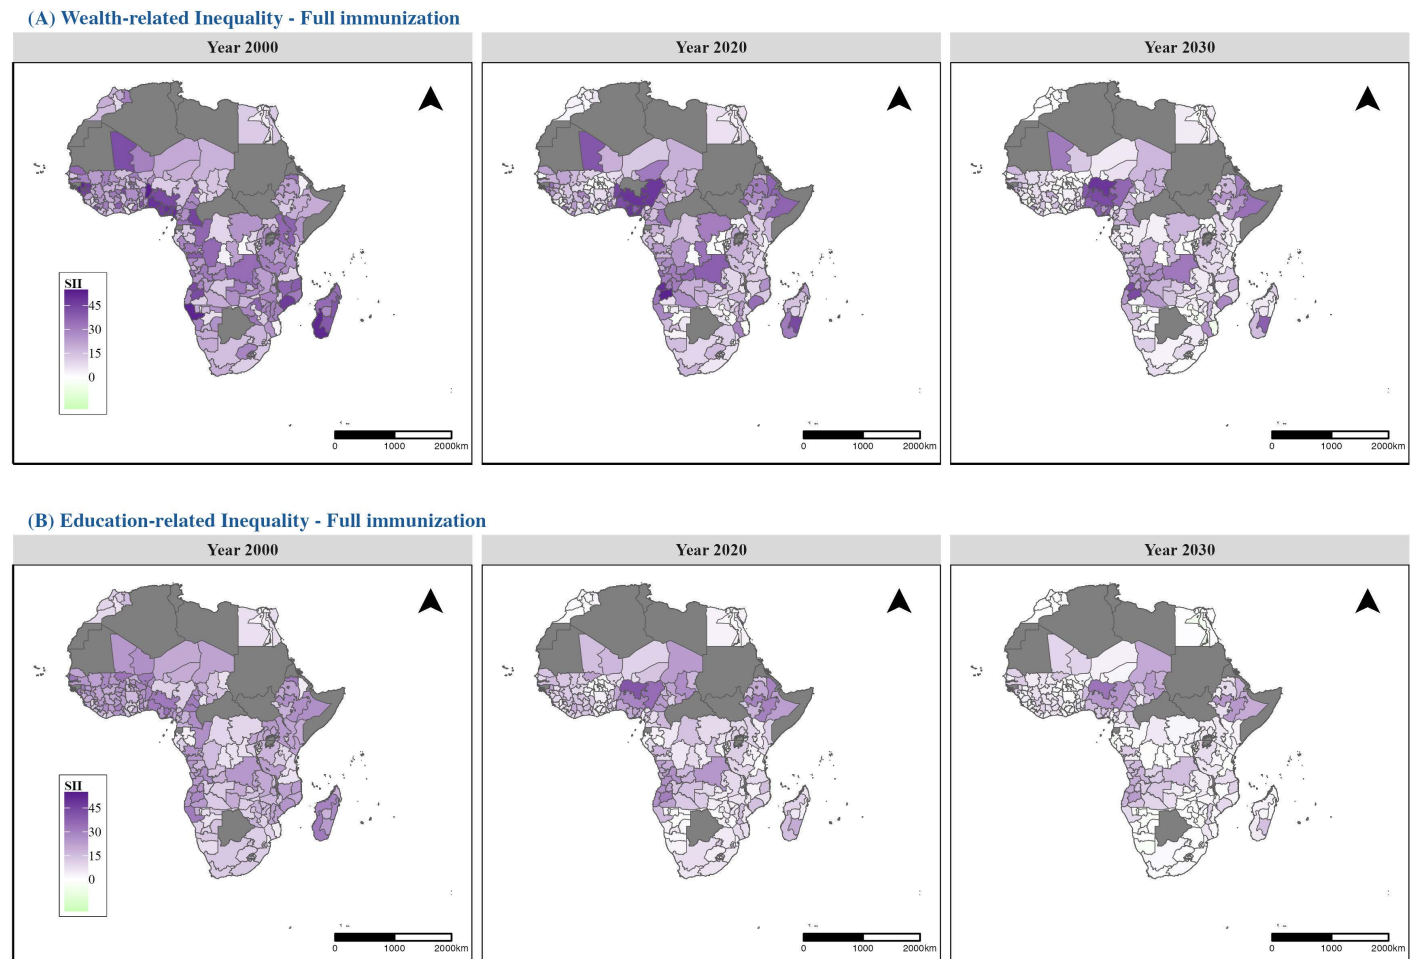 (A) Wealth-related Inequality - Full immunization
Year 2000
Year 2020
Year 2030
SII
45
30
15
0
0 1000 2000km
0 1000 2000km
0 1000 2000km
(B) Education-related Inequality - Full immunization
Year 2000
Year 2020
Year 2030
SII
45
30
15
0
0 1000 2000km
0 1000 2000km
0 1000 2000km